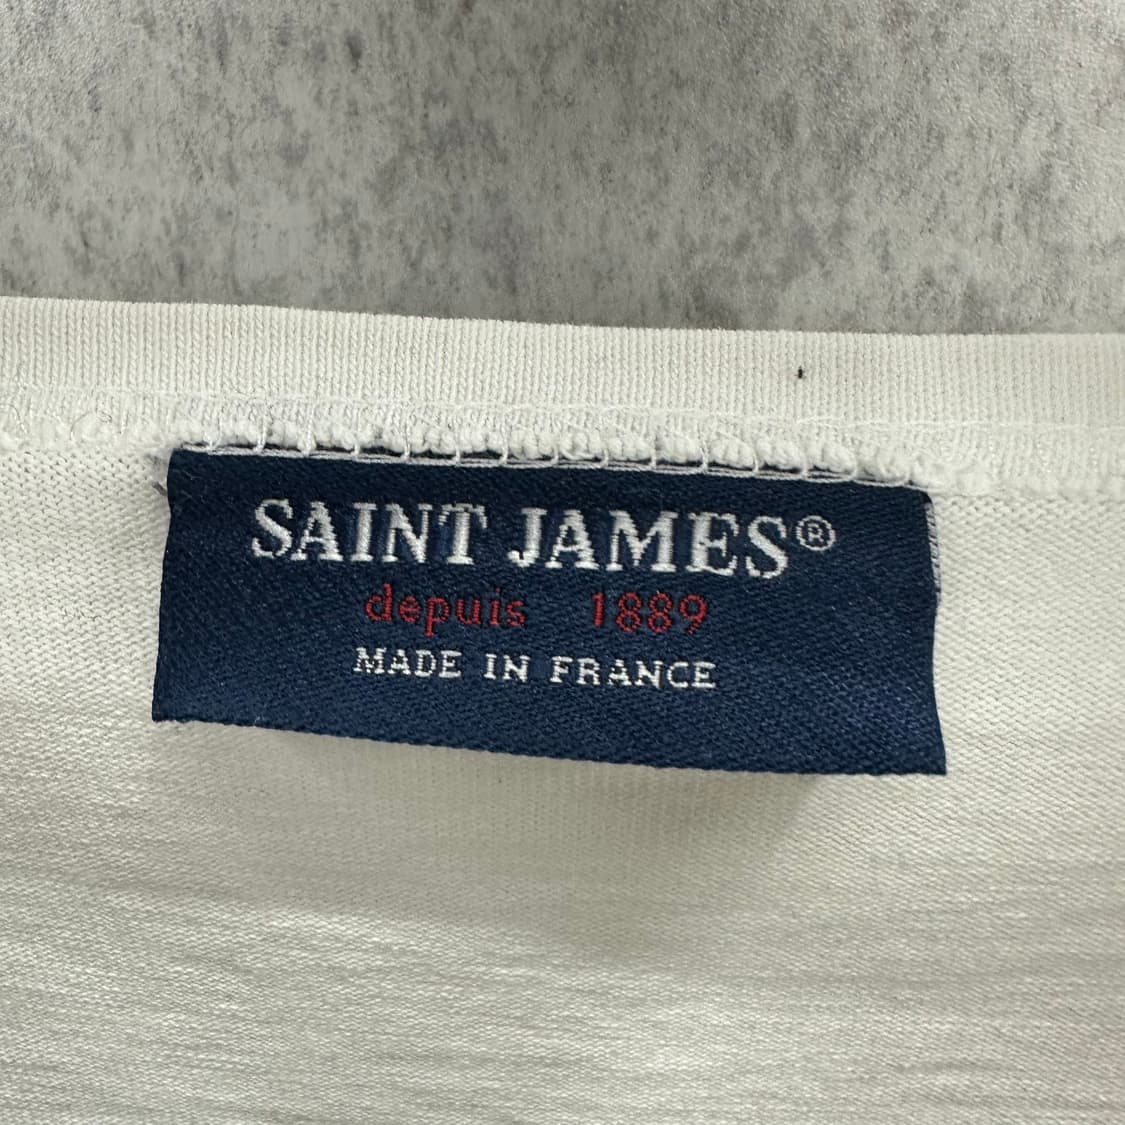 SAINT JAMES®
depuis 1889
MADE IN FRANCE